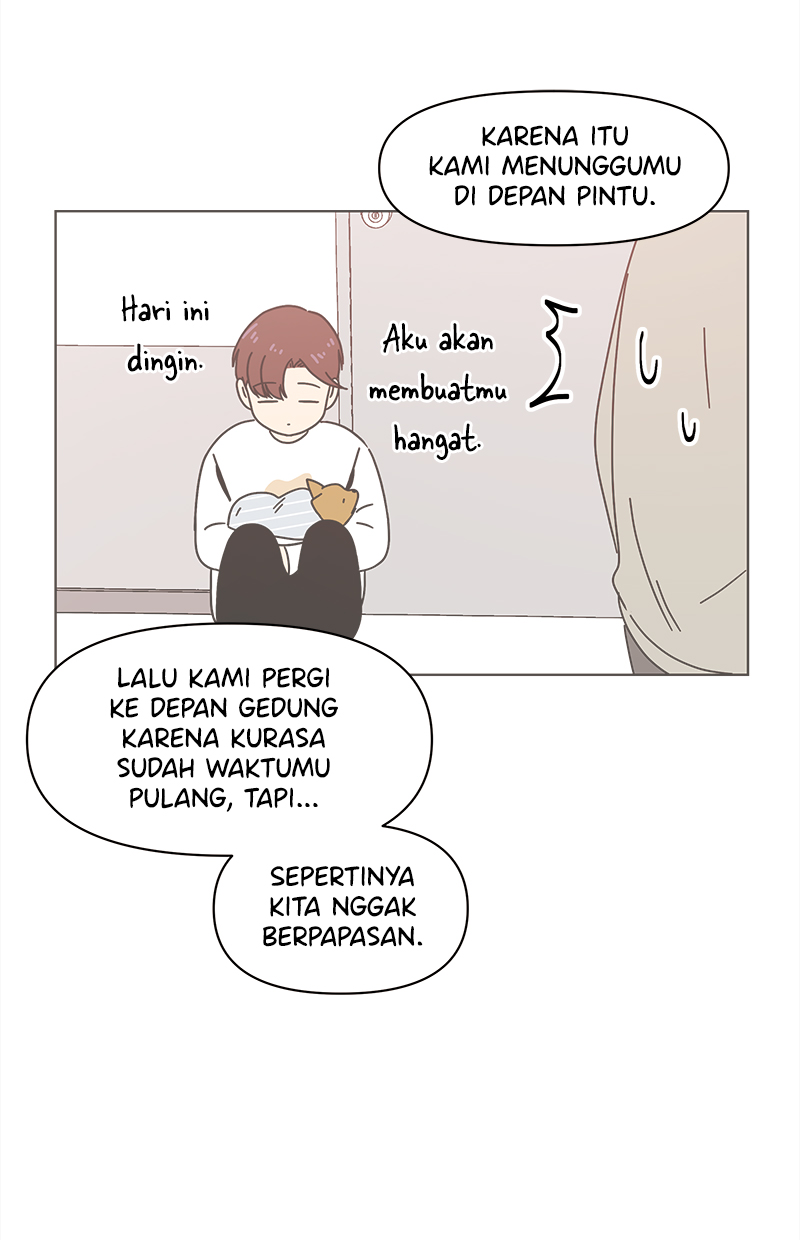 KARENA ITU
KAMI MENUNGGUMU
DI DEPAN PINTU.
Hari ini
dingin.
Aku akan
membuatmu
hangat.
LALU KAMI PERGI
KE DEPAN GEDUNG
KARENA KURASA
SUDAH WAKTUMU
PULANG, TAPI...
SEPERTINYA
KITA NGGAK
BERPAPASAN.